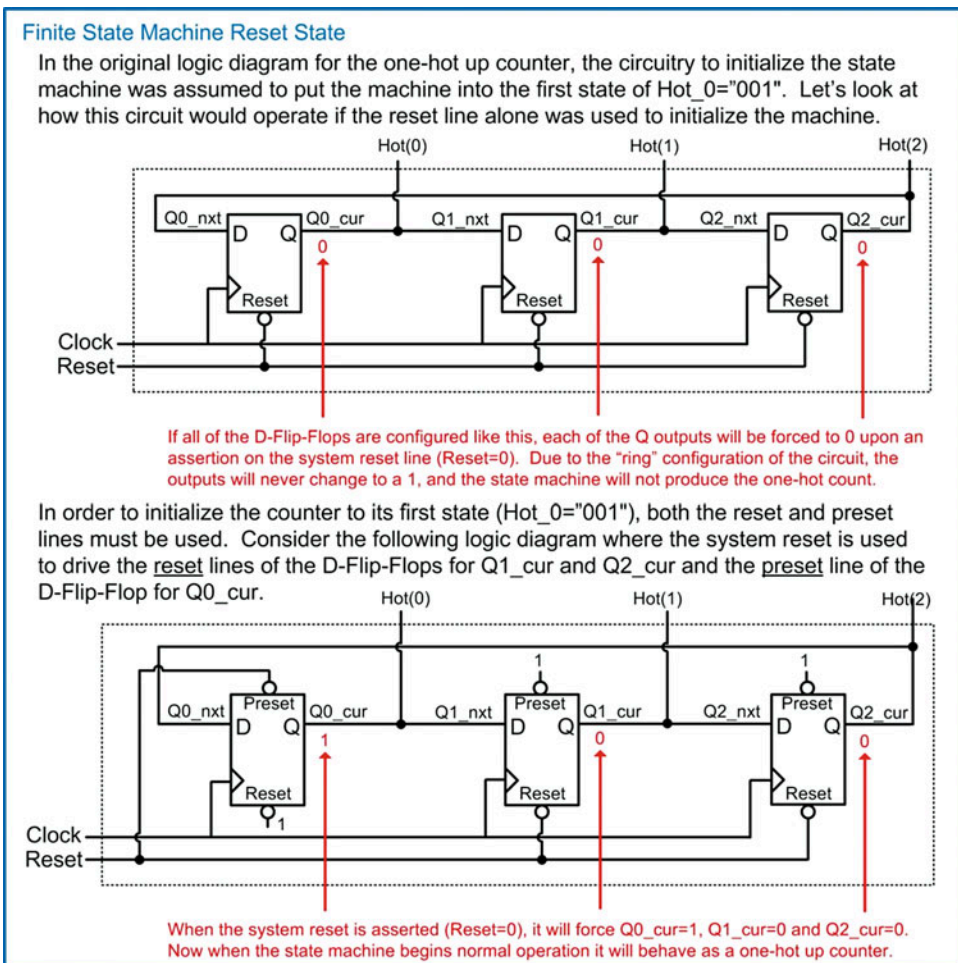 Finite State Machine Reset State
In the original logic diagram for the one-hot up counter, the circuitry to initialize the state
machine was assumed to put the machine into the first state of Hot_0="001". Let's look at
how this circuit would operate if the reset line alone was used to initialize the machine.
Hot(0) Hot(1) Hot(2)
Q0_nxt Q0_cur Q1_nxt Q1_cur Q2_nxt Q2_cur
D Q D Q D Q
0 0 0
Reset Reset Reset
Clock
Reset
If all of the D-Flip-Flops are configured like this, each of the Q outputs will be forced to 0 upon an
assertion on the system reset line (Reset=0). Due to the "ring" configuration of the circuit, the
outputs will never change to a 1, and the state machine will not produce the one-hot count.
In order to initialize the counter to its first state (Hot_0="001"), both the reset and preset
lines must be used. Consider the following logic diagram where the system reset is used
to drive the reset lines of the D-Flip-Flops for Q1_cur and Q2_cur and the preset line of the
D-Flip-Flop for Q0_cur.
Hot(0) Hot(1) Hot(2)
1 1
Preset Preset Preset
Q0_nxt Q0_cur Q1_nxt Q1_cur Q2_nxt Q2_cur
D Q D Q D Q
1 0 0
Reset Reset Reset
1
Clock
Reset
When the system reset is asserted (Reset=0), it will force Q0_cur=1, Q1_cur=0 and Q2_cur=0.
Now when the state machine begins normal operation it will behave as a one-hot up counter.